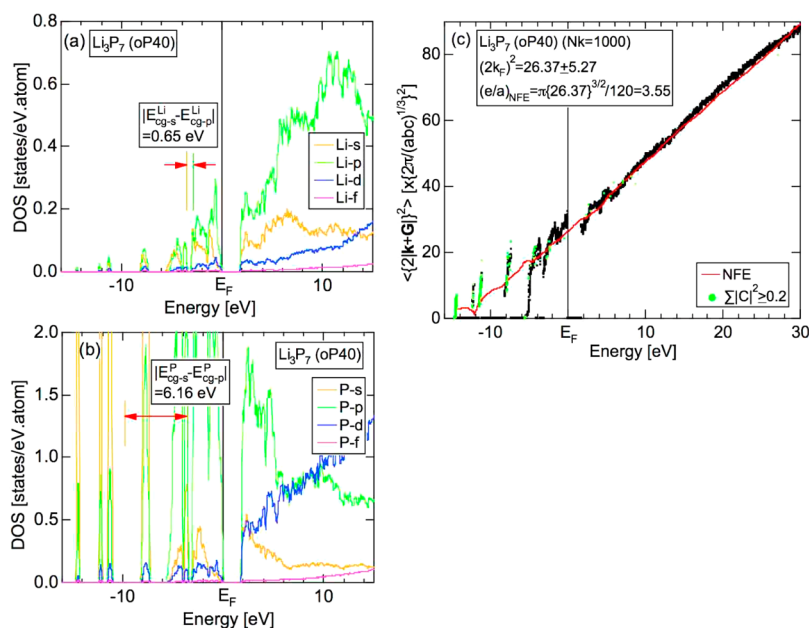 (a)
Li₃P₇ (oP40)
|E^Li_cg-s-E^Li_cg-p|
=0.65 eV
Li-s
Li-p
Li-d
Li-f
DOS [states/eV.atom]
0.8
0.6
0.4
0.2
0.0
-10
E_F
10
Energy [eV]
(b)
Li₃P₇ (oP40)
|E^P_cg-s-E^P_cg-p|
=6.16 eV
P-s
P-p
P-d
P-f
DOS [states/eV.atom]
2.0
1.5
1.0
0.5
0.0
-10
E_F
10
Energy [eV]
(c)
Li₃P₇ (oP40) (Nk=1000)
(2k_F)²=26.37±5.27
(e/a)_NFE=π{26.37}^3/2/120=3.55
<{2|k+G|}²> [x{2π/(abc)^1/3}²]
80
60
40
20
0
NFE
∑|C|²≥0.2
-10
E_F
10
20
30
Energy [eV]